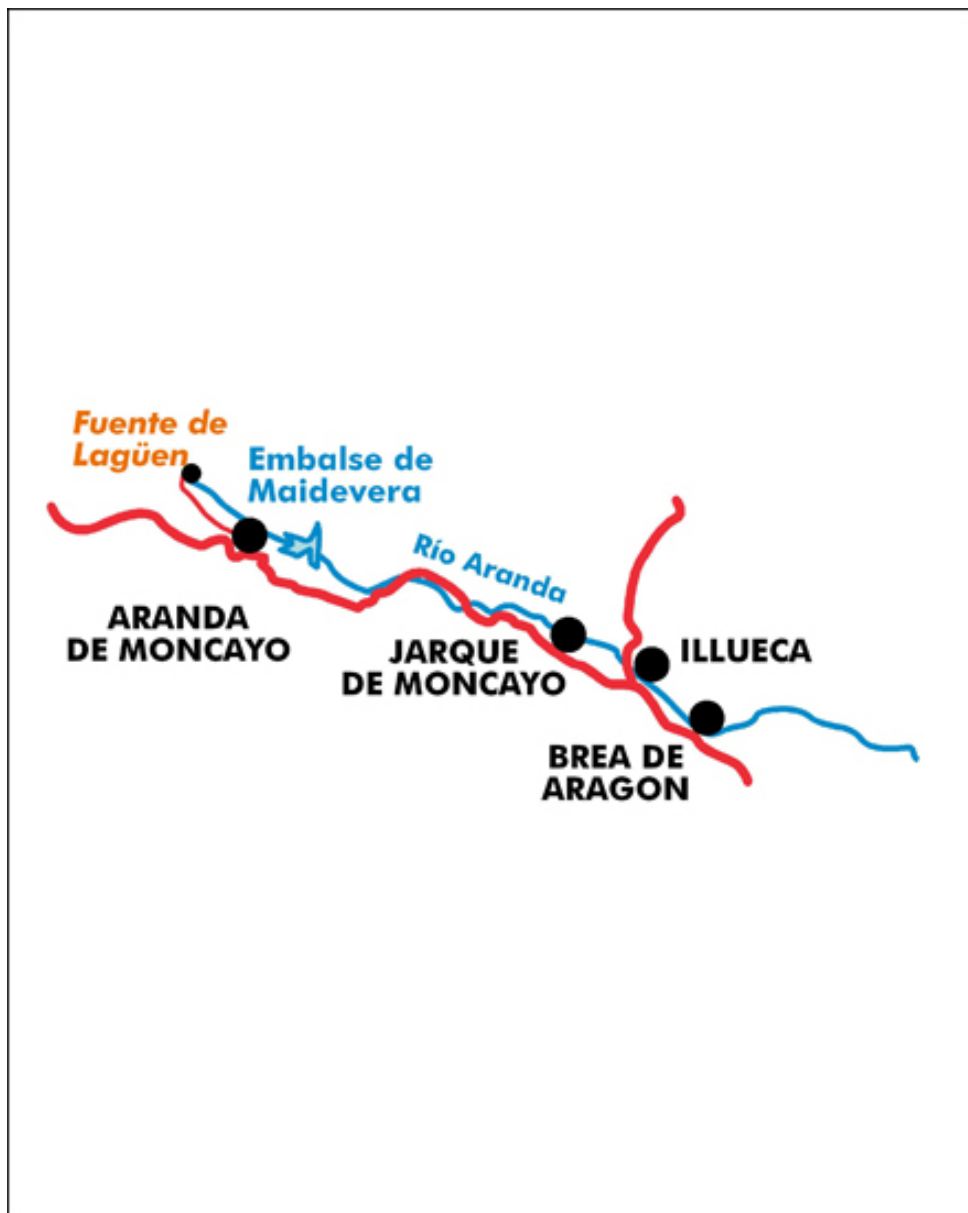 Fuente de
Lagüen
Embalse de
Maidevera
Río Aranda
ARANDA
DE MONCAYO
JARQUE
DE MONCAYO
ILLUECA
BREA DE
ARAGON